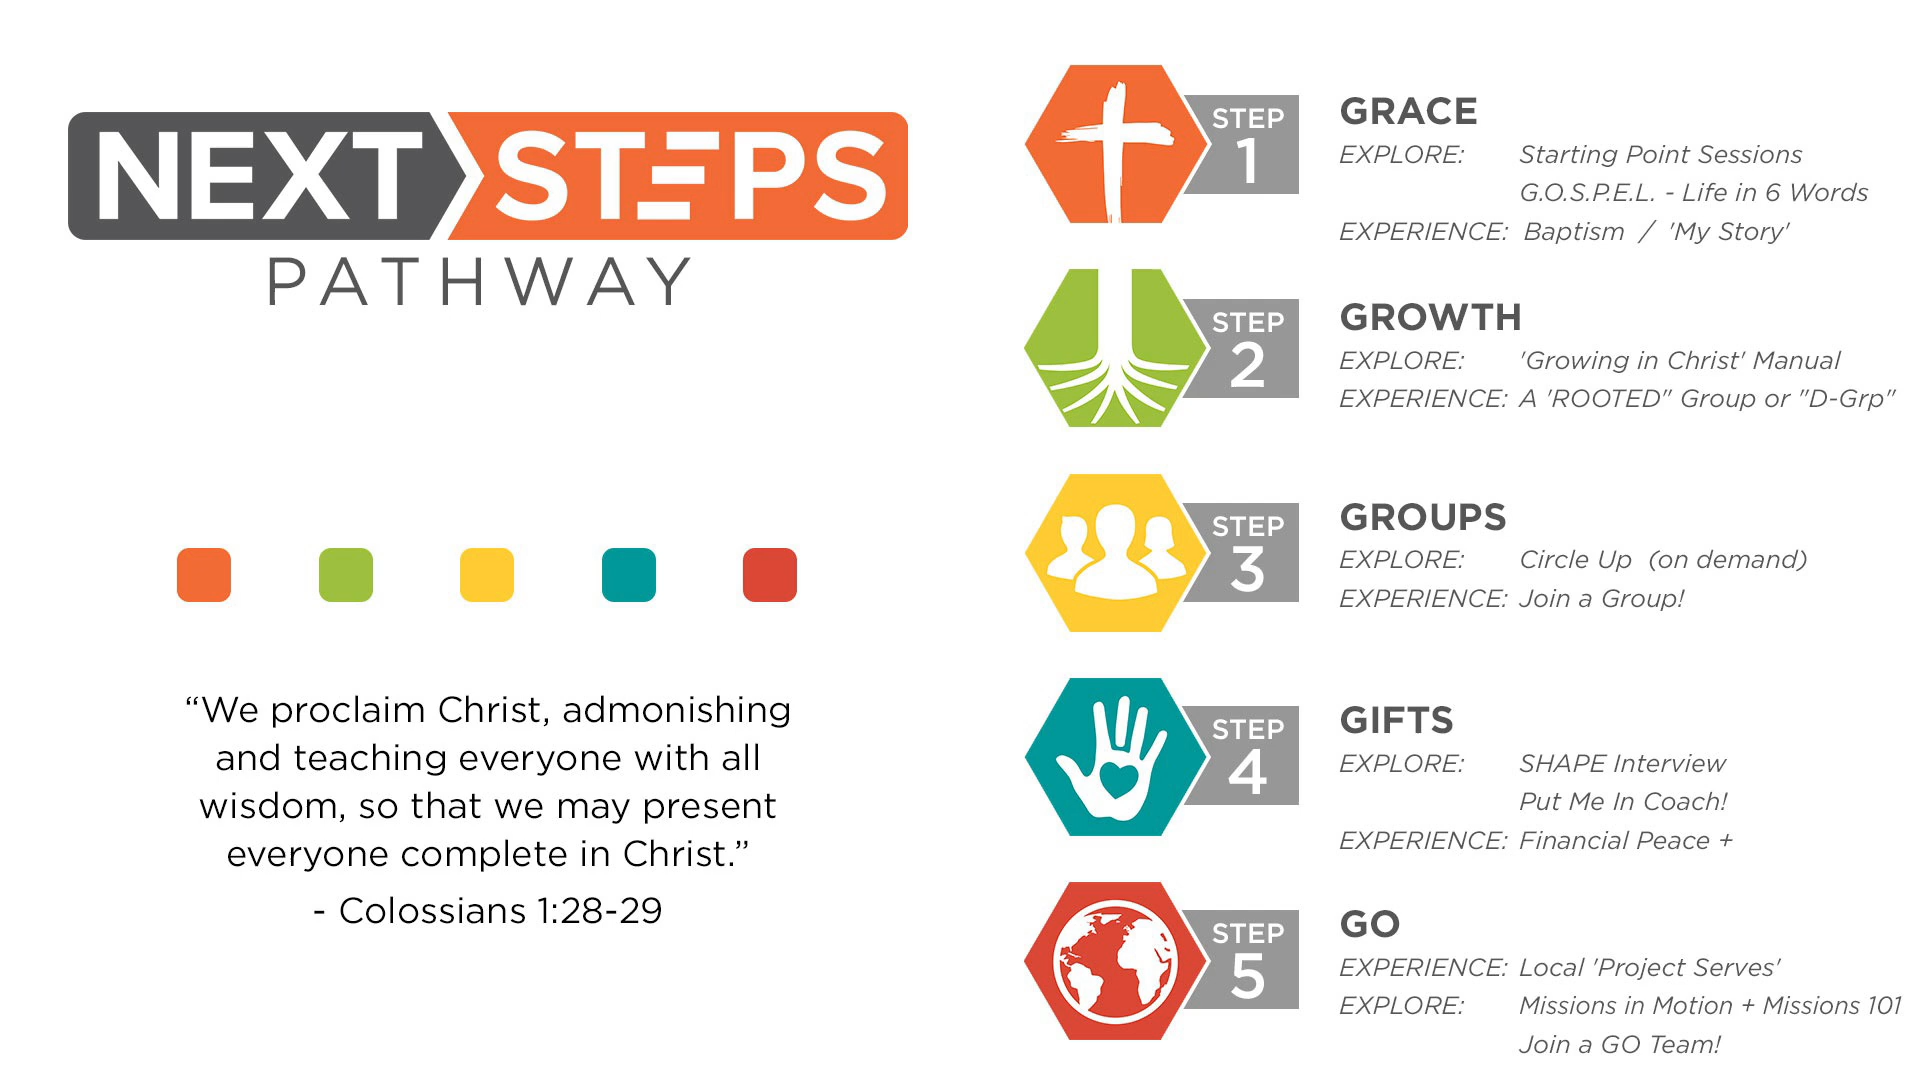 NEXT STEPS
PATHWAY
“We proclaim Christ, admonishing
and teaching everyone with all
wisdom, so that we may present
everyone complete in Christ.”
- Colossians 1:28-29
STEP
1
GRACE
EXPLORE: Starting Point Sessions
G.O.S.P.E.L. - Life in 6 Words
EXPERIENCE: Baptism / 'My Story'
STEP
2
GROWTH
EXPLORE: 'Growing in Christ' Manual
EXPERIENCE: A 'ROOTED" Group or "D-Grp"
STEP
3
GROUPS
EXPLORE: Circle Up (on demand)
EXPERIENCE: Join a Group!
STEP
4
GIFTS
EXPLORE: SHAPE Interview
Put Me In Coach!
EXPERIENCE: Financial Peace +
STEP
5
GO
EXPERIENCE: Local 'Project Serves'
EXPLORE: Missions in Motion + Missions 101
Join a GO Team!